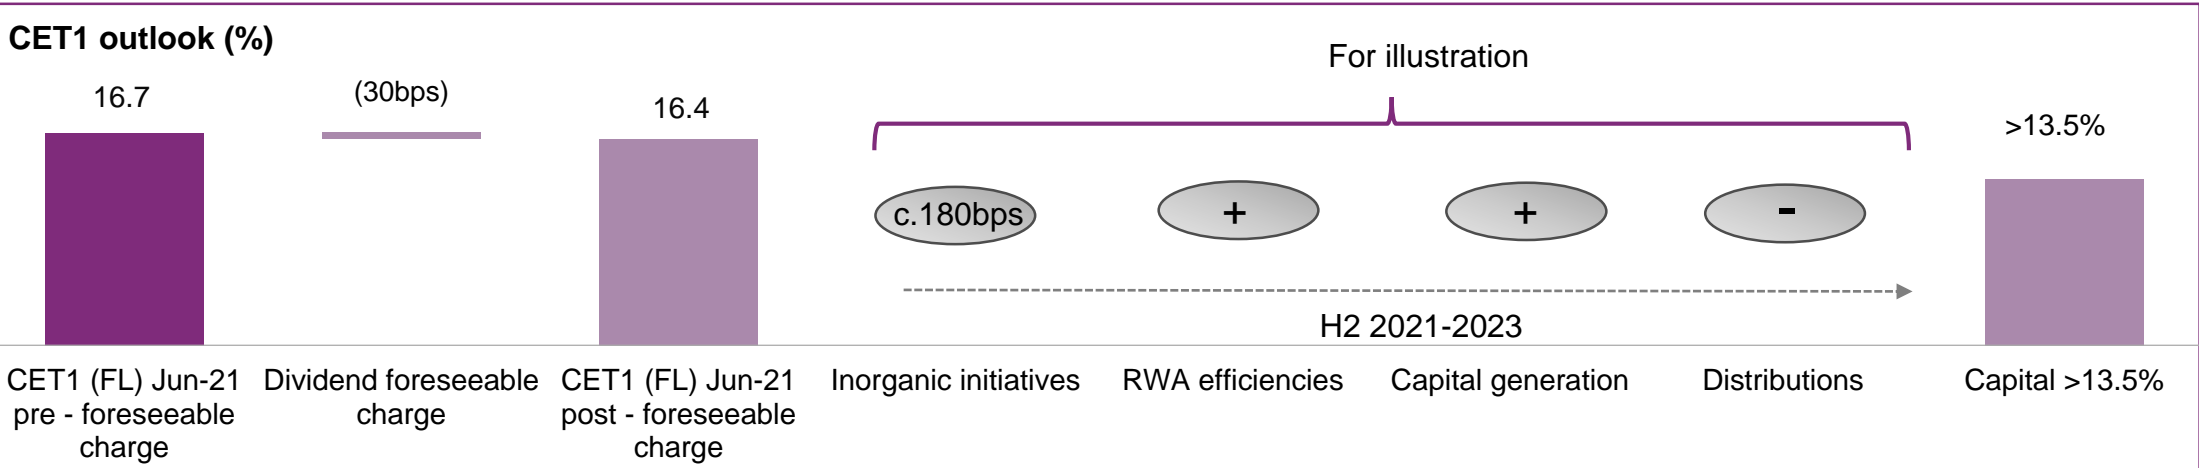 CET1 outlook (%)
For illustration
16.7
(30bps)
16.4
>13.5%
c.180bps
+
+
-
H2 2021-2023
CET1 (FL) Jun-21
pre - foreseeable
charge
Dividend foreseeable
charge
CET1 (FL) Jun-21
post - foreseeable
charge
Inorganic initiatives
RWA efficiencies
Capital generation
Distributions
Capital >13.5%